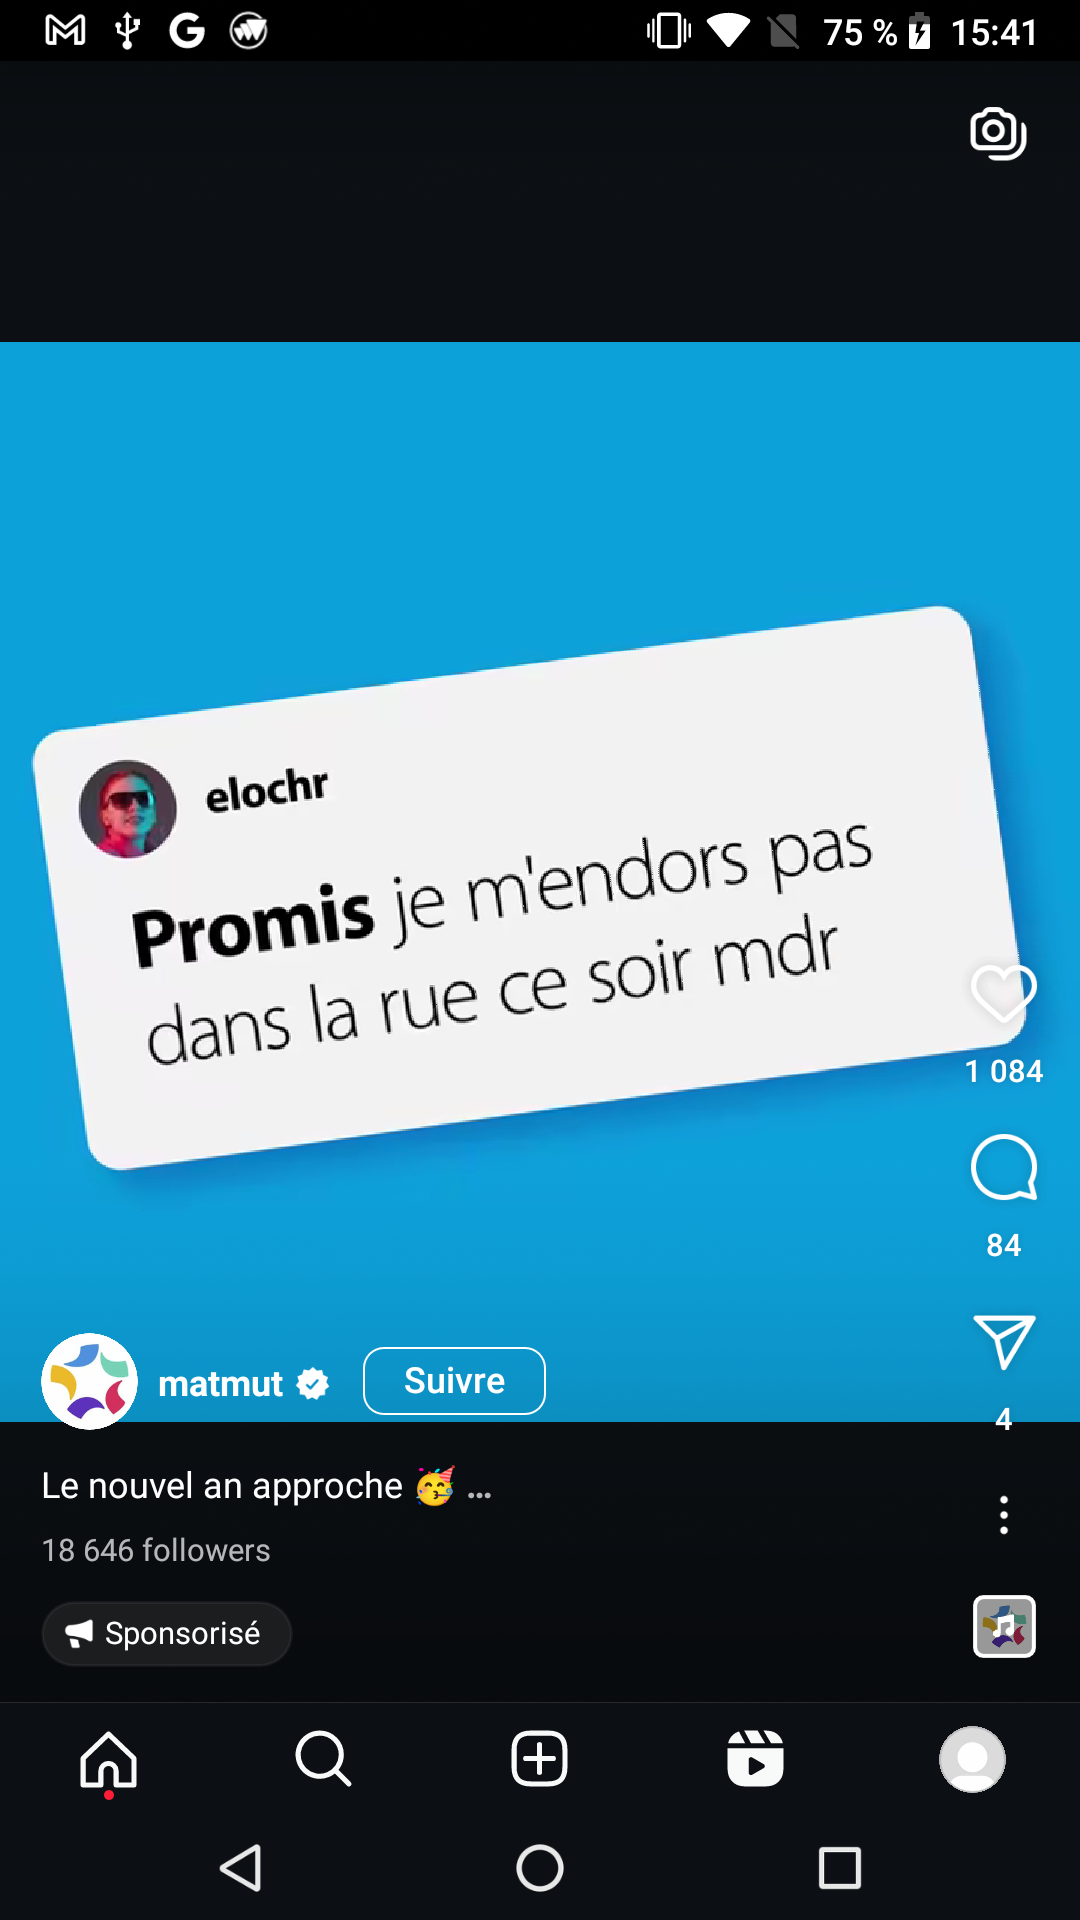 75 % 15:41
elochr
Promis je m'endors pas
dans la rue ce soir mdr
1 084
84
4
matmut Suivre
Le nouvel an approche 🥳 ...
18 646 followers
Sponsorisé